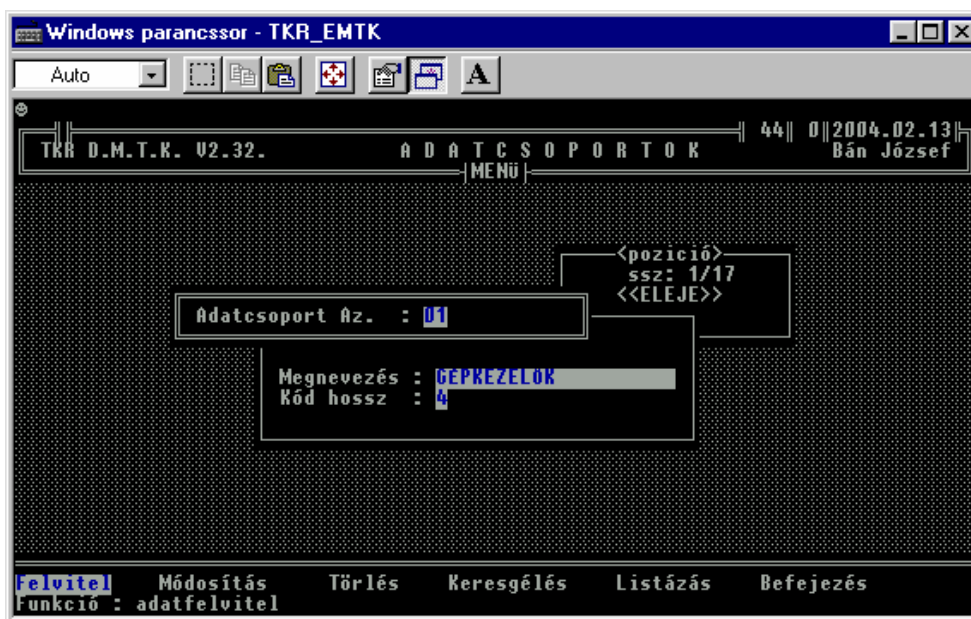 Windows parancssor - TKR_EMTK
Auto
A
44 0 2004.02.13
TKR D.M.T.K. V2.32. A D A T C S O P O R T O K Bán József
MENÜ
<pozició>
ssz: 1/17
<<ELEJE>>
Adatcsoport Az. : 01
Megnevezés : GÉPKEZELŐK
Kód hossz : 4
Felvitel Módosítás Törlés Keresgélés Listázás Befejezés
Funkció : adatfelvitel